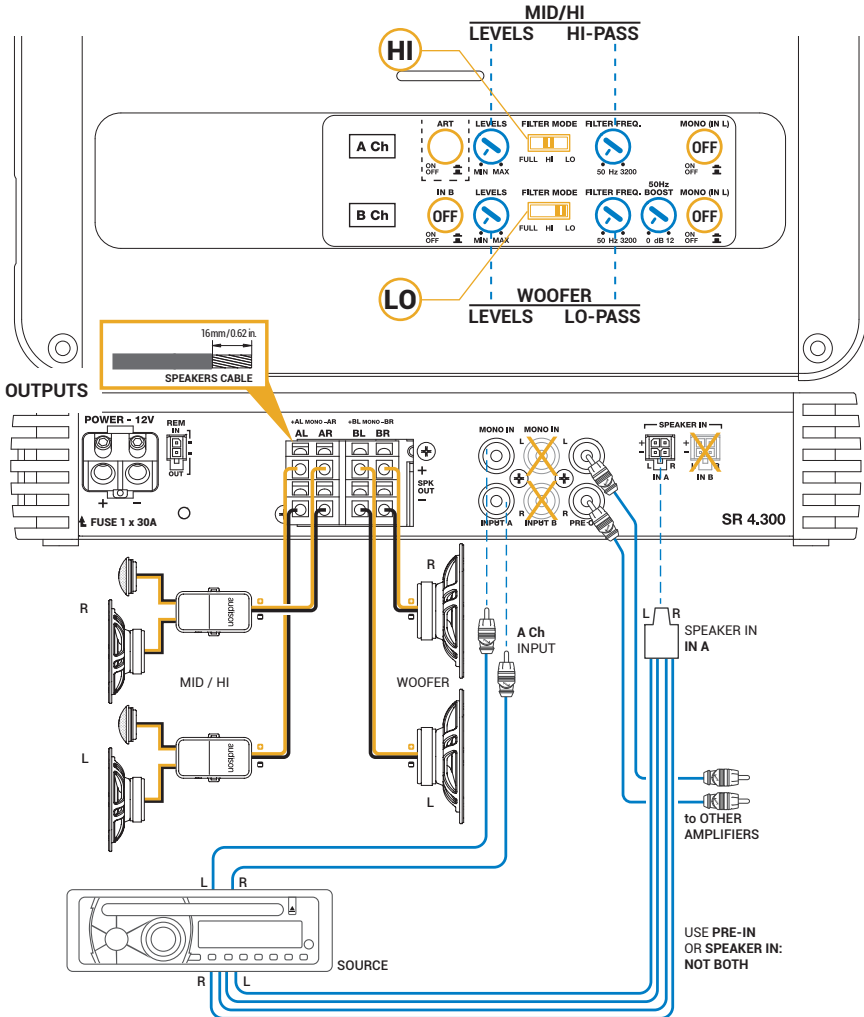 MID/HI
LEVELS HI-PASS
HI
A Ch
ART
ON
OFF
LEVELS
MIN MAX
FILTER MODE
FULL HI LO
FILTER FREQ.
50 Hz 3200
MONO (IN L)
OFF
ON
OFF
B Ch
IN B
OFF
ON
OFF
LEVELS
MIN MAX
FILTER MODE
FULL HI LO
FILTER FREQ.
50 Hz 3200
50Hz
BOOST
0 dB 12
MONO (IN L)
OFF
ON
OFF
LO
WOOFER
LEVELS LO-PASS
16mm/0.62 in.
SPEAKERS CABLE
OUTPUTS
POWER - 12V
+ −
FUSE 1 x 30A
REM
IN
OUT
+AL MONO −AR
AL AR
+BL MONO −BR
BL BR
+
SPK
OUT
−
MONO IN
INPUT A
MONO IN
L
R
INPUT B
L
R
PRE
SPEAKER IN
+
−
L R
IN A
+
−
L R
IN B
SR 4.300
R
audison
MID / HI
L
audison
R
WOOFER
L
A Ch
INPUT
L R
SPEAKER IN
IN A
to OTHER
AMPLIFIERS
L R
SOURCE
R L
USE PRE-IN
OR SPEAKER IN:
NOT BOTH